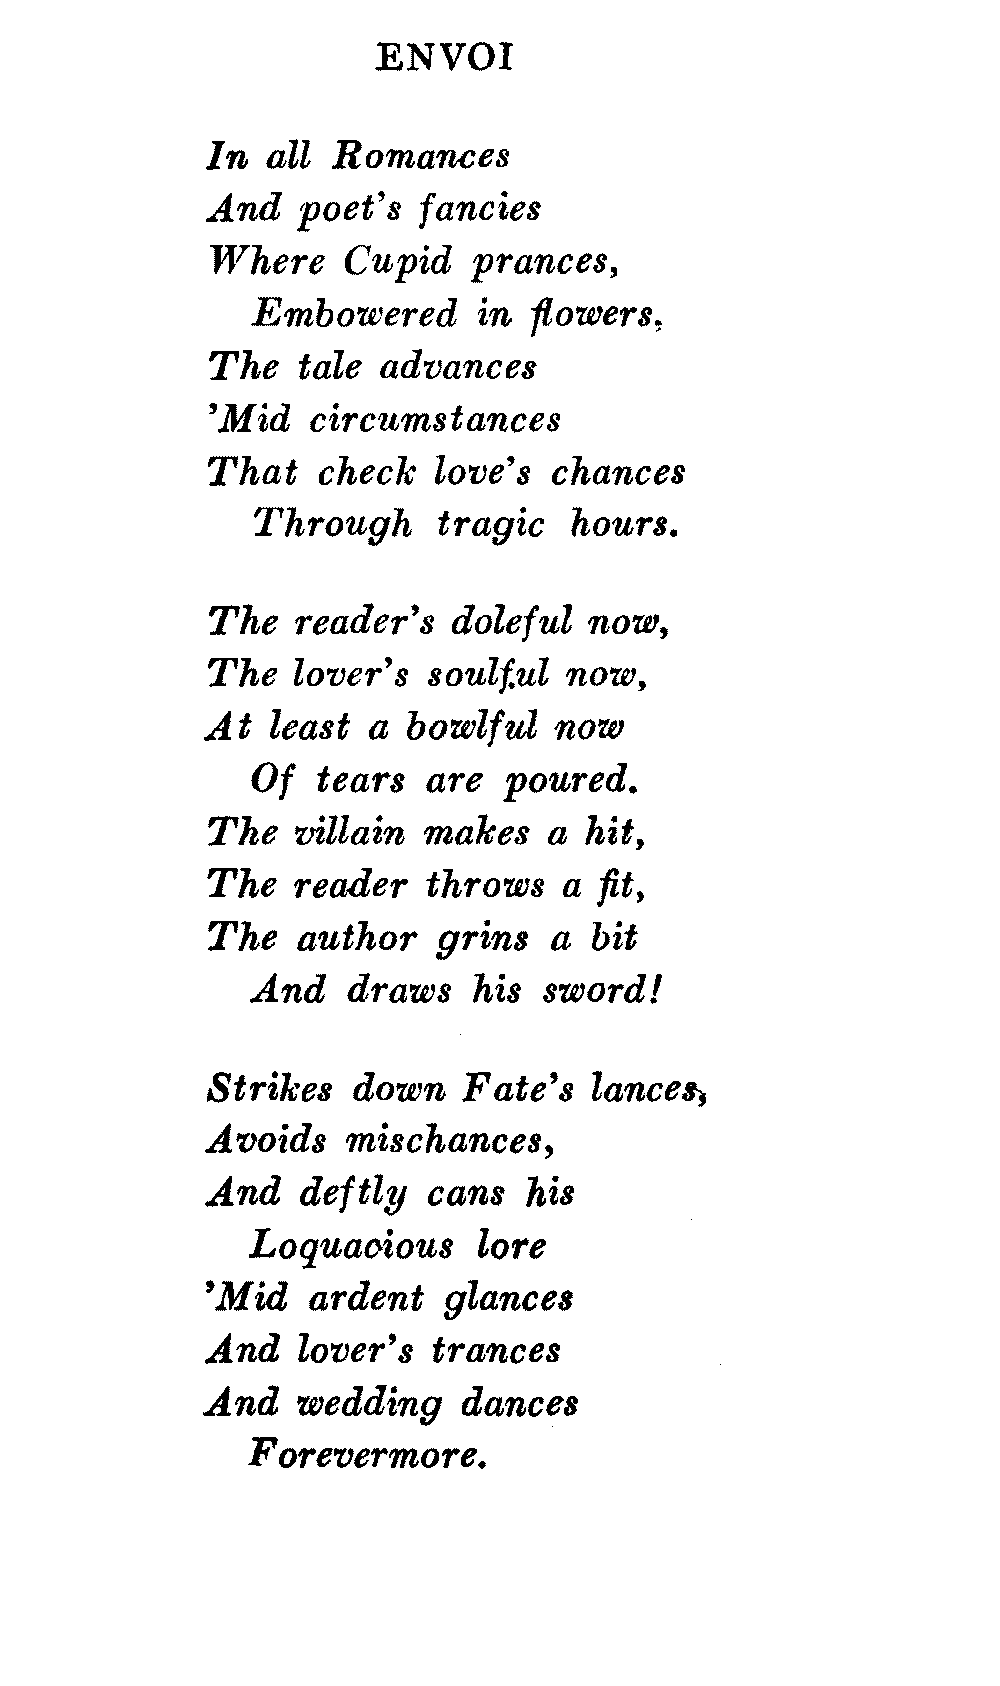 ENVOI
In all Romances
And poet's fancies
Where Cupid prances,
Embowered in flowers,
The tale advances
'Mid circumstances
That check love's chances
Through tragic hours.
The reader's doleful now,
The lover's soulful now,
At least a bowlful now
Of tears are poured.
The villain makes a hit,
The reader throws a fit,
The author grins a bit
And draws his sword!
Strikes down Fate's lances,
Avoids mischances,
And deftly cans his
Loquacious lore
'Mid ardent glances
And lover's trances
And wedding dances
Forevermore.